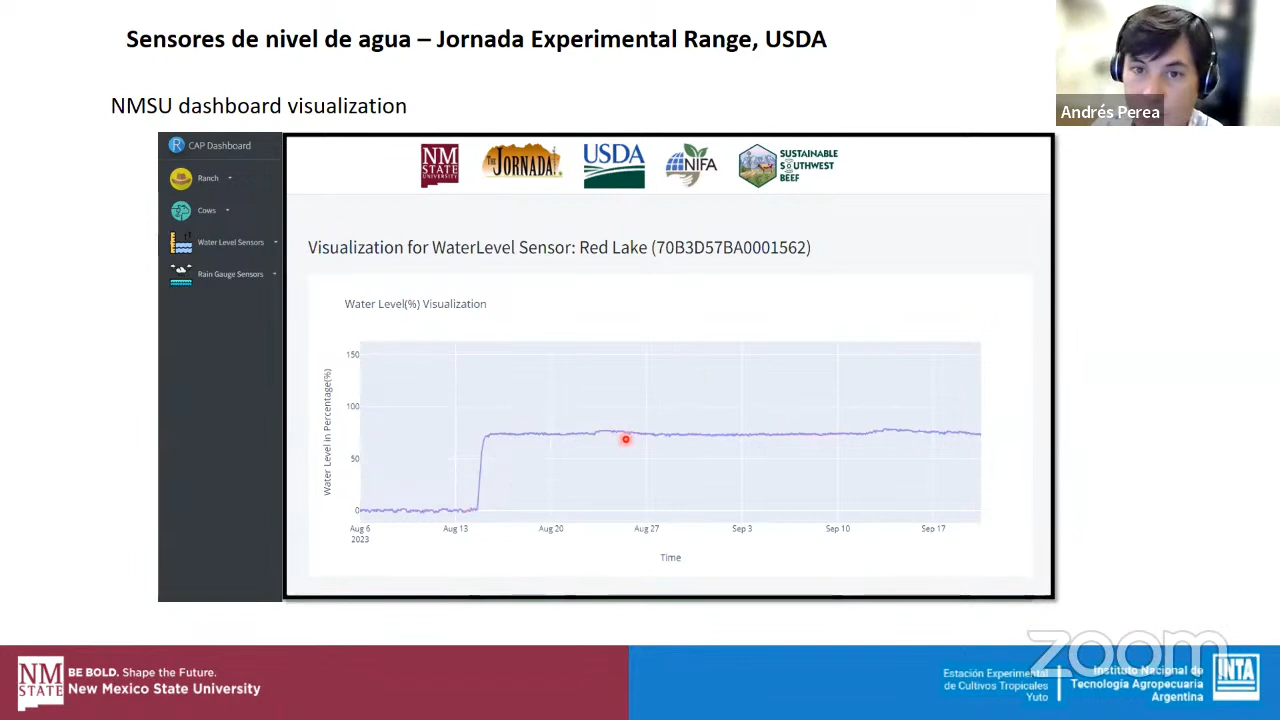 Sensores de nivel de agua – Jornada Experimental Range, USDA
Andrés Perea
NMSU dashboard visualization
CAP Dashboard
Ranch
Cows
Water Level Sensors
Rain Gauge Sensors
NM
STATE
UNIVERSITY
THE JORNADA
USDA
NIFA
SUSTAINABLE
SOUTHWEST
BEEF
Visualization for WaterLevel Sensor: Red Lake (70B3D57BA0001562)
Water Level(%) Visualization
Water Level in Percentage(%)
150
100
50
0
Aug 6
2023
Aug 13
Aug 20
Aug 27
Sep 3
Sep 10
Sep 17
Time
zoom
NM
STATE
BE BOLD. Shape the Future.
New Mexico State University
Estación Experimental
de Cultivos Tropicales
Yuto
Instituto Nacional de
Tecnología Agropecuaria
Argentina
INTA